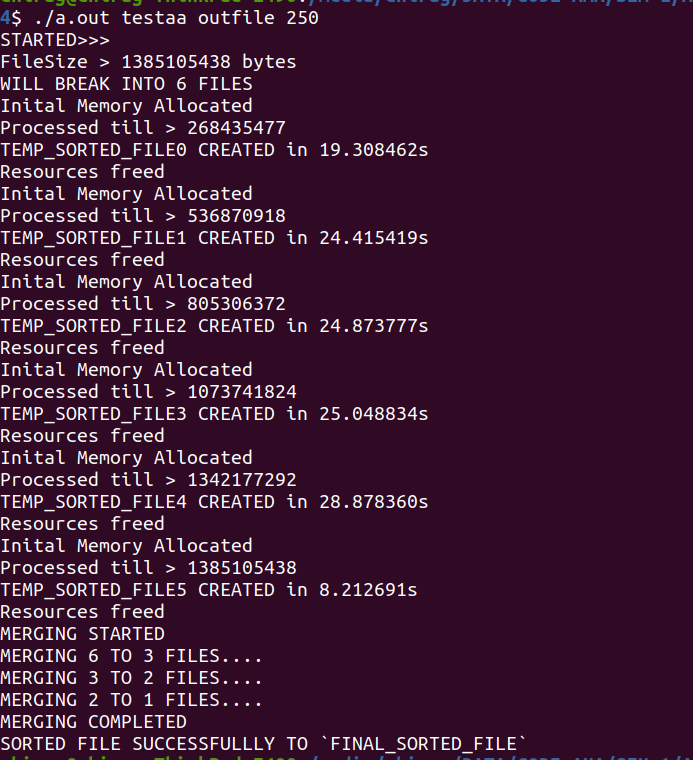 4$ ./a.out testaa outfile 250
STARTED>>>
FileSize > 1385105438 bytes
WILL BREAK INTO 6 FILES
Inital Memory Allocated
Processed till > 268435477
TEMP_SORTED_FILE0 CREATED in 19.308462s
Resources freed
Inital Memory Allocated
Processed till > 536870918
TEMP_SORTED_FILE1 CREATED in 24.415419s
Resources freed
Inital Memory Allocated
Processed till > 805306372
TEMP_SORTED_FILE2 CREATED in 24.873777s
Resources freed
Inital Memory Allocated
Processed till > 1073741824
TEMP_SORTED_FILE3 CREATED in 25.048834s
Resources freed
Inital Memory Allocated
Processed till > 1342177292
TEMP_SORTED_FILE4 CREATED in 28.878360s
Resources freed
Inital Memory Allocated
Processed till > 1385105438
TEMP_SORTED_FILE5 CREATED in 8.212691s
Resources freed
MERGING STARTED
MERGING 6 TO 3 FILES....
MERGING 3 TO 2 FILES....
MERGING 2 TO 1 FILES....
MERGING COMPLETED
SORTED FILE SUCCESSFULLLY TO `FINAL_SORTED_FILE`